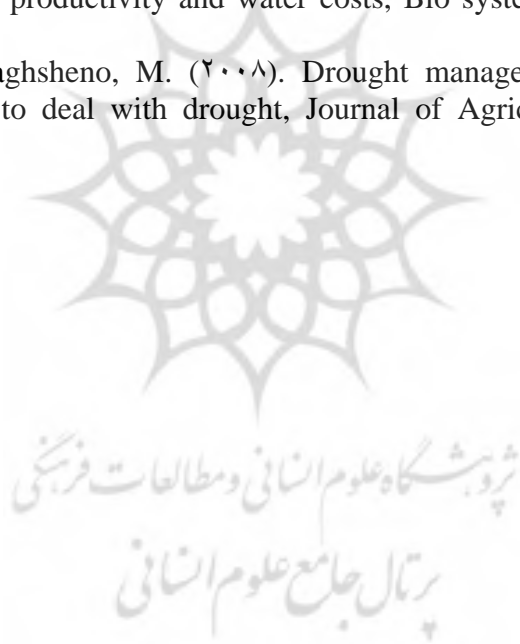 productivity and water costs, Bio syste
aghsheno, M. (۲۰۰۸). Drought manage
to deal with drought, Journal of Agric
پژوهشگاه علوم انسانی و مطالعات فرهنگی
پرتال جامع علوم انسانی